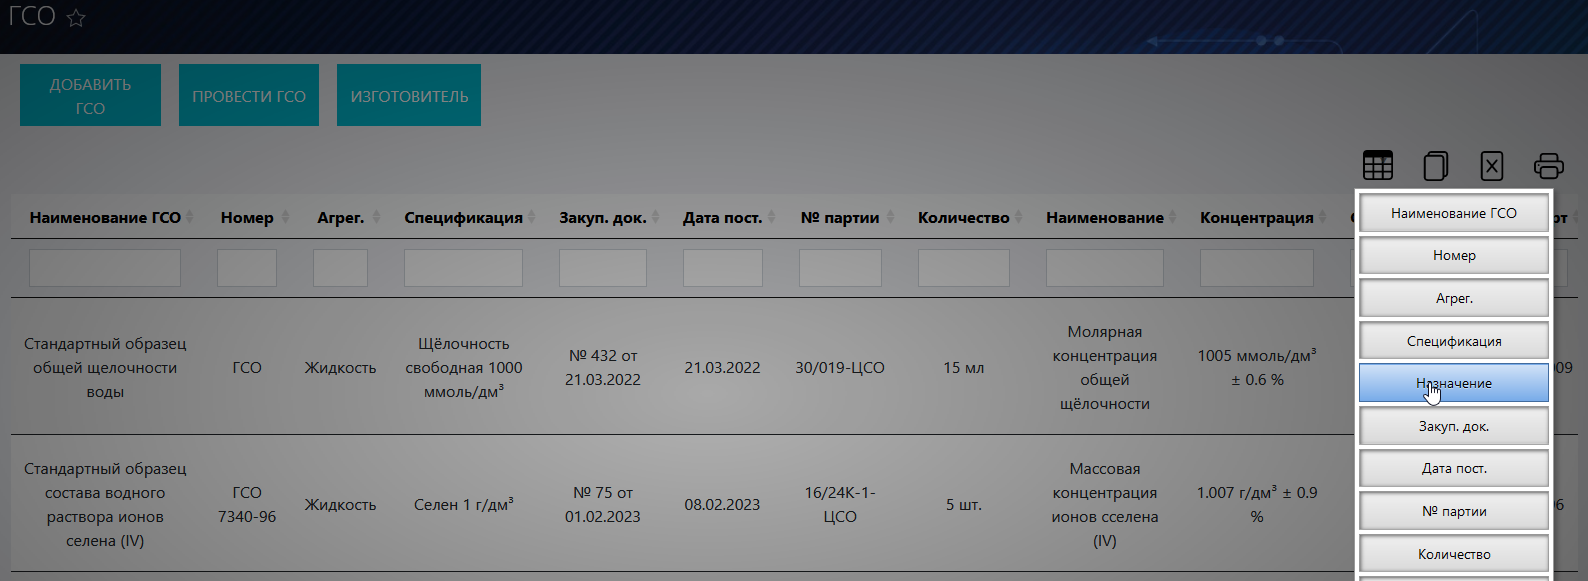 ГСО
ДОБАВИТЬ
ГСО
ПРОВЕСТИ ГСО
ИЗГОТОВИТЕЛЬ
Наименование ГСО Номер Агрег. Спецификация Закуп. док. Дата пост. № партии Количество Наименование Концентрация
рт
Стандартный образец
общей щелочности
воды
ГСО
Жидкость
Щёлочность
свободная 1000
ммоль/дм³
№ 432 от
21.03.2022
21.03.2022
30/019-ЦСО
15 мл
Молярная
концентрация
общей
щёлочности
1005 ммоль/дм³
± 0.6 %
09
Стандартный образец
состава водного
раствора ионов
селена (IV)
ГСО
7340-96
Жидкость
Селен 1 г/дм³
№ 75 от
01.02.2023
08.02.2023
16/24К-1-
ЦСО
5 шт.
Массовая
концентрация
ионов сселена
(IV)
1.007 г/дм³ ± 0.9
%
6
Наименование ГСО
Номер
Агрег.
Спецификация
Назначение
Закуп. док.
Дата пост.
№ партии
Количество